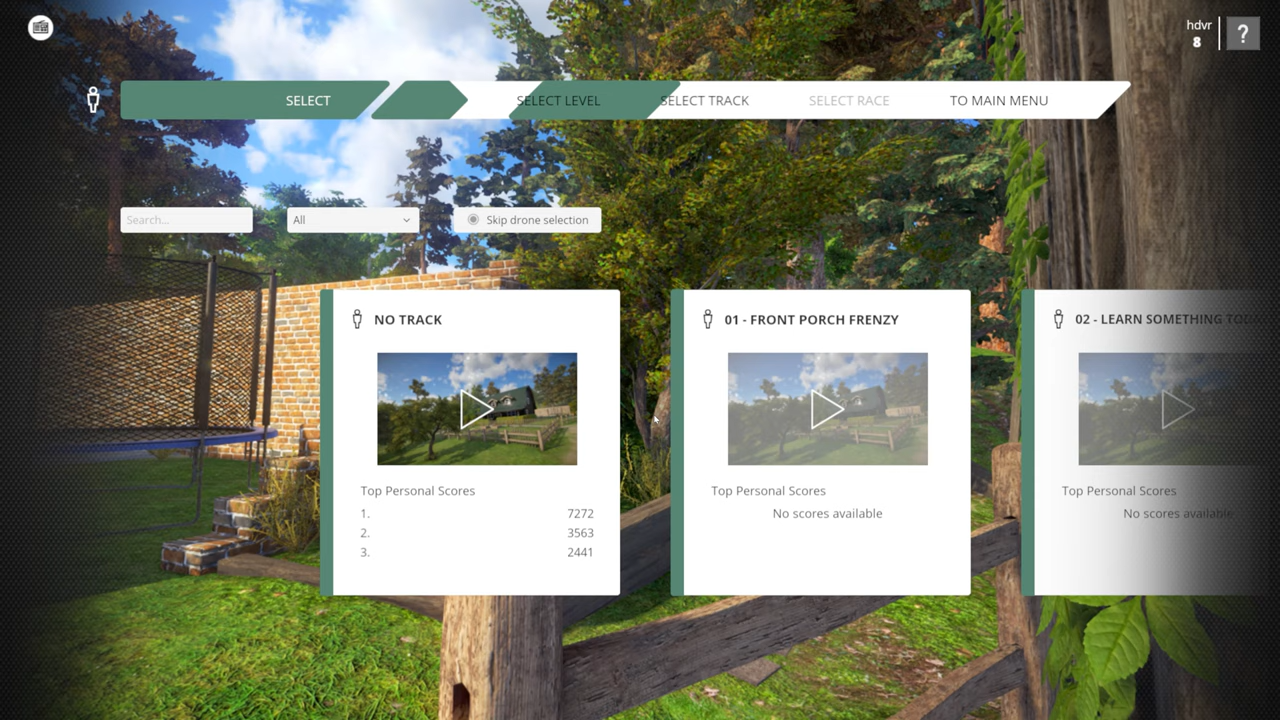 hdvr
8
?
SELECT
SELECT LEVEL
SELECT TRACK
SELECT RACE
TO MAIN MENU
Search...
All
Skip drone selection
NO TRACK
Top Personal Scores
1. 7272
2. 3563
3. 2441
01 - FRONT PORCH FRENZY
Top Personal Scores
No scores available
02 - LEARN SOMETHING
Top Personal Scores
No scores available